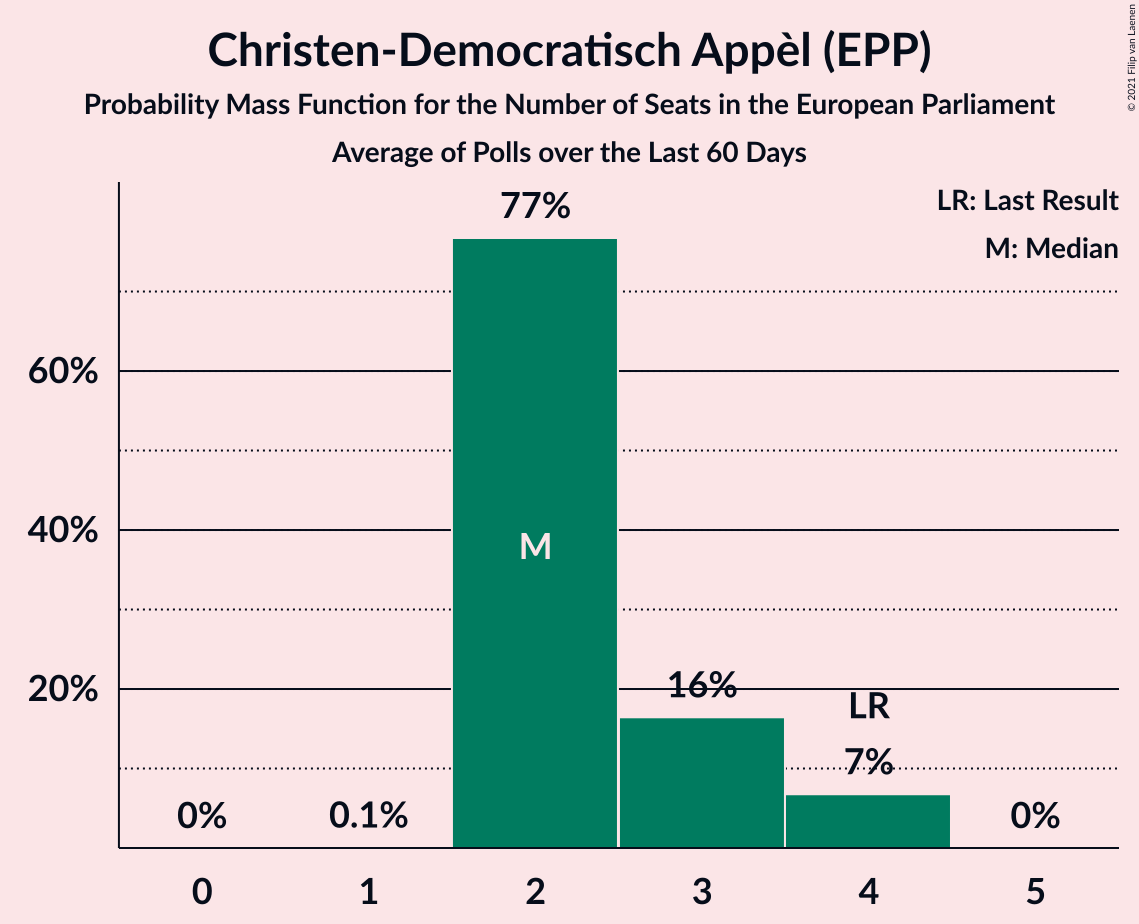 Christen-Democratisch Appèl (EPP)
Probability Mass Function for the Number of Seats in the European Parliament
Average of Polls over the Last 60 Days
© 2021 Filip van Laenen
LR: Last Result
M: Median
77%
60%
40%
M
20%
16%
LR
7%
0%
0.1%
0%
0 1 2 3 4 5